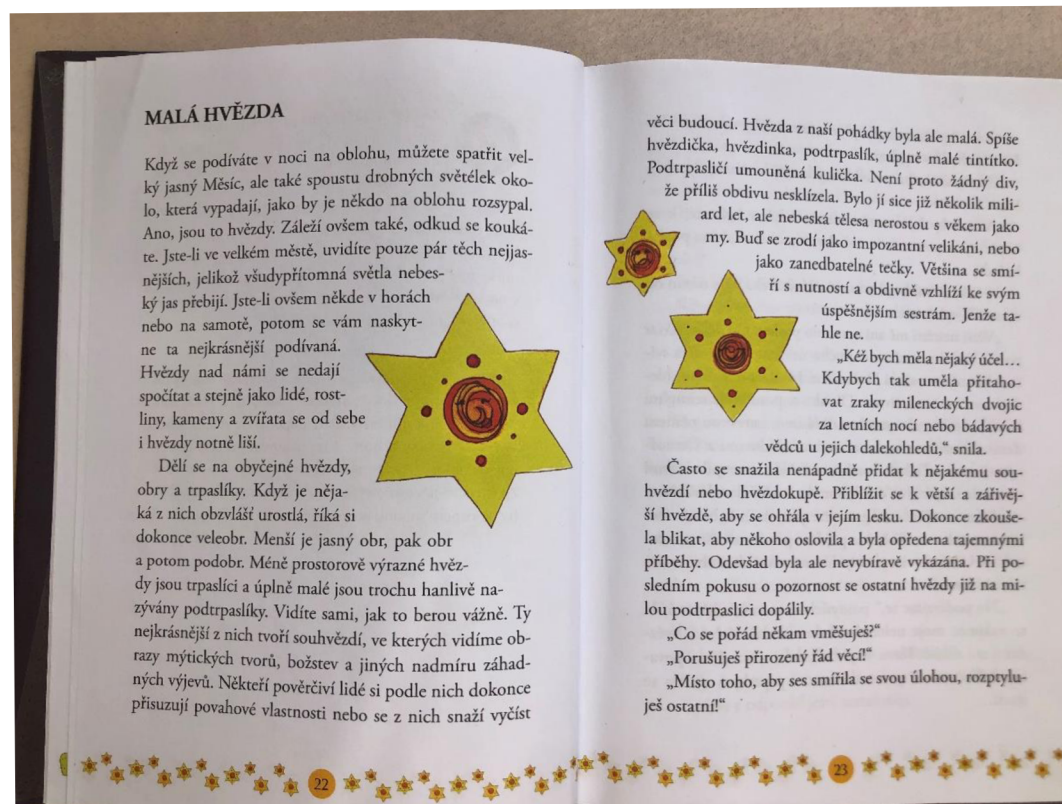 MALÁ HVĚZDA
Když se podíváte v noci na oblohu, můžete spatřit vel-
ký jasný Měsíc, ale také spoustu drobných světélek oko-
lo, která vypadají, jako by je někdo na oblohu rozsypal.
Ano, jsou to hvězdy. Záleží ovšem také, odkud se kouká-
te. Jste-li ve velkém městě, uvidíte pouze pár těch nejjas-
nějších, jelikož všudypřítomná světla nebes-
ký jas přebijí. Jste-li ovšem někde v horách
nebo na samotě, potom se vám naskyt-
ne ta nejkrásnější podívaná.
Hvězdy nad námi se nedají
spočítat a stejně jako lidé, rost-
liny, kameny a zvířata se od sebe
i hvězdy notně liší.
Dělí se na obyčejné hvězdy,
obry a trpaslíky. Když je něja-
ká z nich obzvlášť urostlá, říká si
dokonce veleobr. Menší je jasný obr, pak obr
a potom podobr. Méně prostorově výrazné hvěz-
dy jsou trpaslíci a úplně malé jsou trochu hanlivě na-
zývány podtrpaslíky. Vidíte sami, jak to berou vážně. Ty
nejkrásnější z nich tvoří souhvězdí, ve kterých vidíme ob-
razy mýtických tvorů, božstev a jiných nadmíru záhad-
ných výjevů. Někteří pověrčiví lidé si podle nich dokonce
přisuzují povahové vlastnosti nebo se z nich snaží vyčíst
22
věci budoucí. Hvězda z naší pohádky byla ale malá. Spíše
hvězdička, hvězdinka, podtrpaslík, úplně malé tintítko.
Podtrpasličí umouněná kulička. Není proto žádný div,
že příliš obdivu nesklízela. Bylo jí sice již několik mili-
ard let, ale nebeská tělesa nerostou s věkem jako
my. Buď se zrodí jako impozantní velikáni, nebo
jako zanedbatelné tečky. Většina se smí-
ří s nutností a obdivně vzhlíží ke svým
úspěšnějším sestrám. Jenže ta-
hle ne.
„Kéž bych měla nějaký účel…
Kdybych tak uměla přitaho-
vat zraky mileneckých dvojic
za letních nocí nebo bádavých
vědců u jejich dalekohledů,“ snila.
Často se snažila nenápadně přidat k nějakému sou-
hvězdí nebo hvězdokupě. Přiblížit se k větší a zářivěj-
ší hvězdě, aby se ohřála v jejím lesku. Dokonce zkouše-
la blikat, aby někoho oslovila a byla opředena tajemnými
příběhy. Odevšad byla ale nevybíravě vykázána. Při po-
sledním pokusu o pozornost se ostatní hvězdy již na mi-
lou podtrpaslici dopálily.
„Co se pořád někam vměšuješ?“
„Porušuješ přirozený řád věcí!“
„Místo toho, aby ses smířila se svou úlohou, rozptylu-
ješ ostatní!“
23